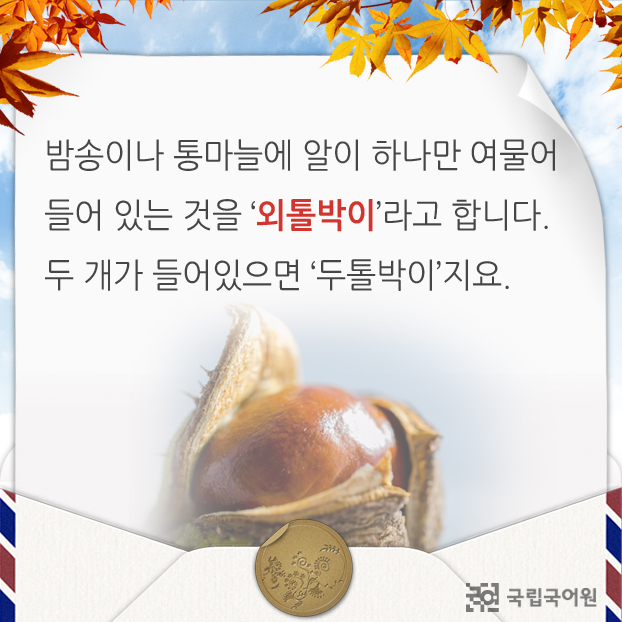 밤송이나 통마늘에 알이 하나만 여물어
들어 있는 것을 ‘외톨박이’라고 합니다.
두 개가 들어있으면 ‘두톨박이’지요.
국립국어원